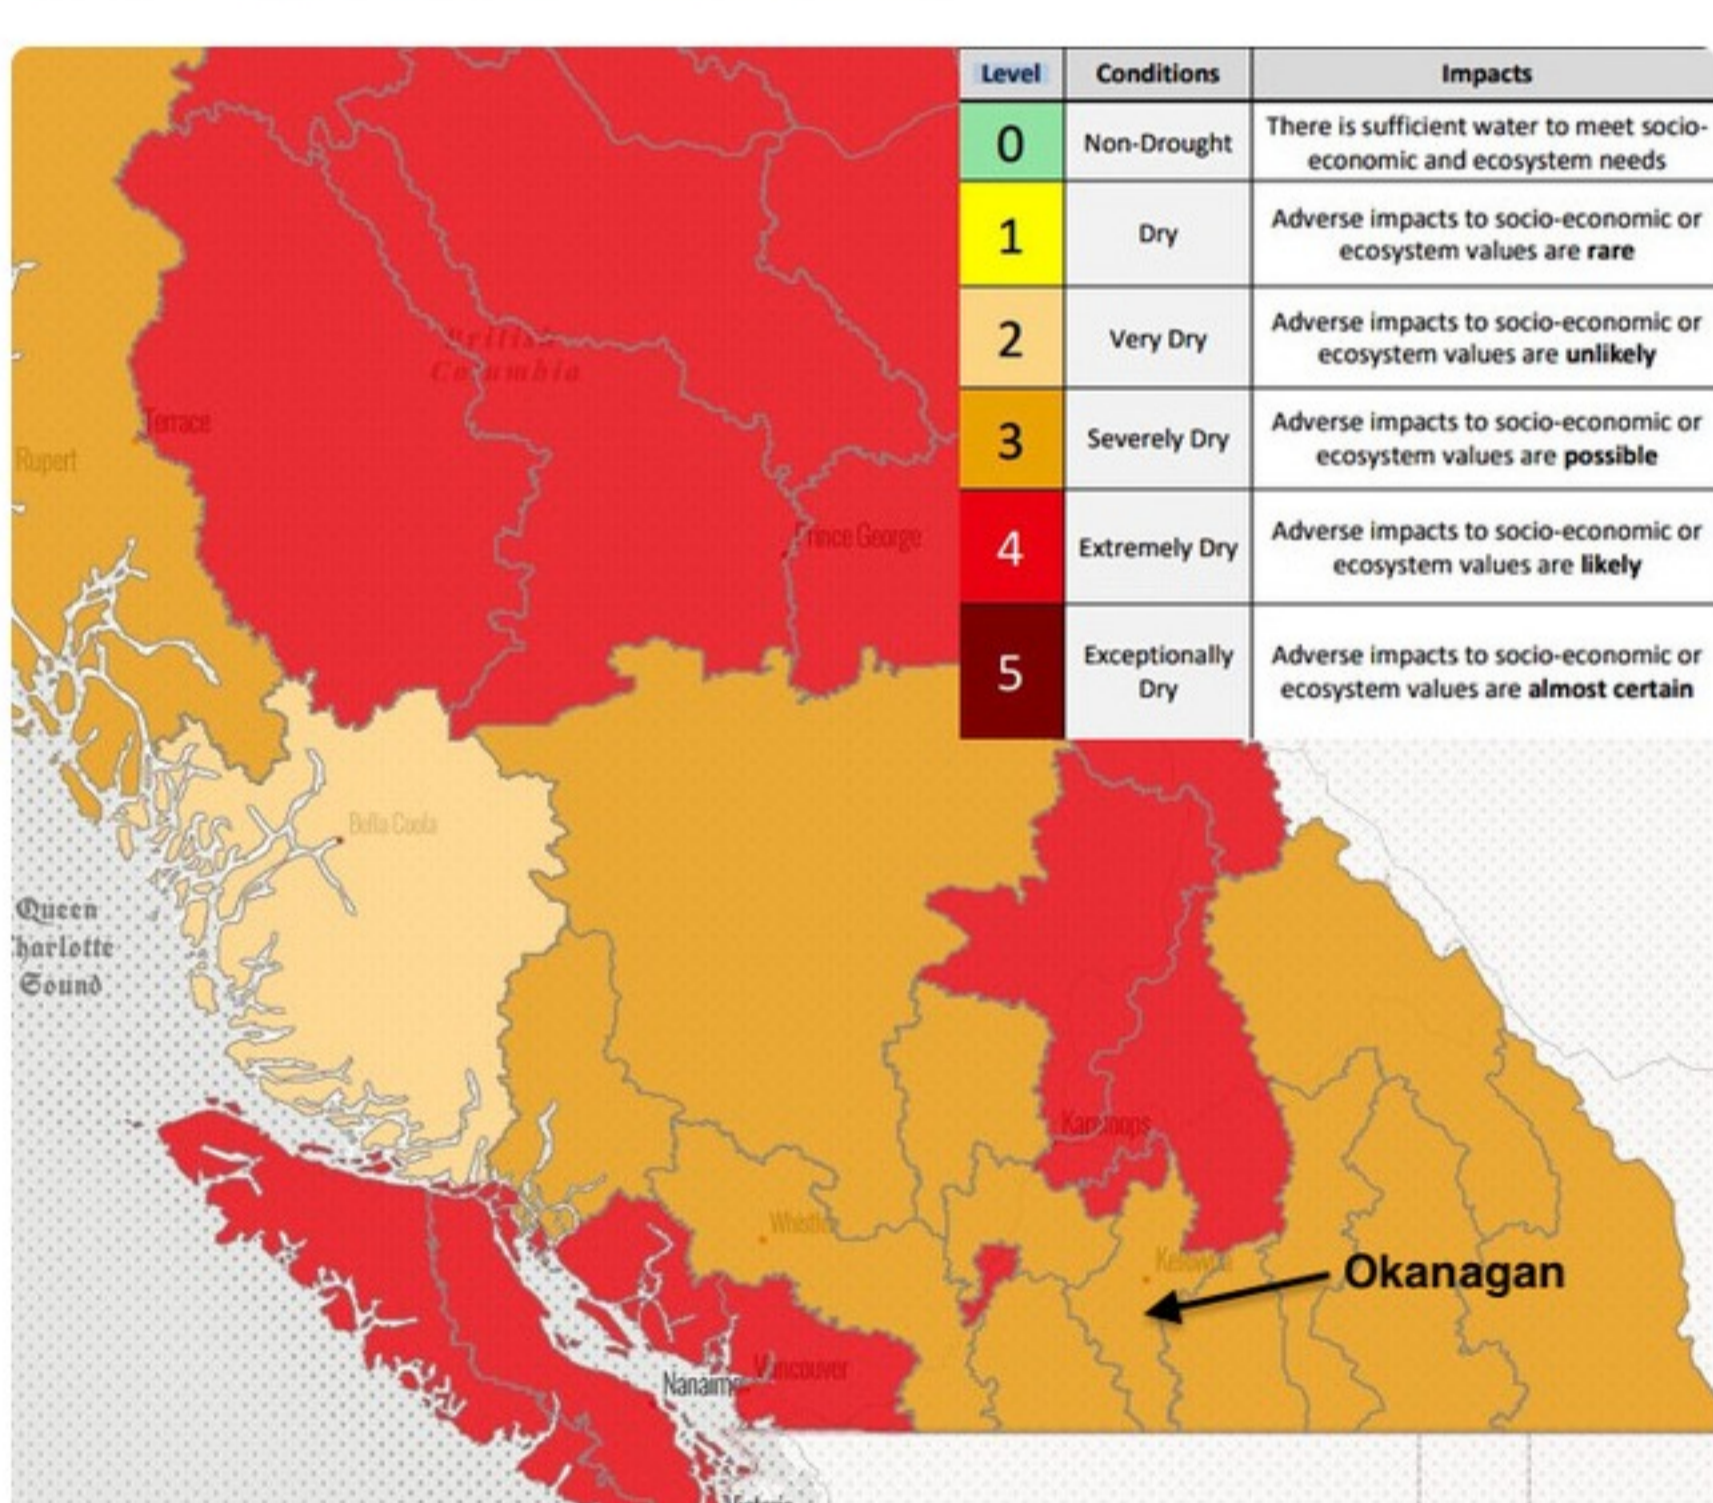 Level Conditions Impacts
0 Non-Drought There is sufficient water to meet socio-
economic and ecosystem needs
1 Dry Adverse impacts to socio-economic or
ecosystem values are rare
2 Very Dry Adverse impacts to socio-economic or
ecosystem values are unlikely
3 Severely Dry Adverse impacts to socio-economic or
ecosystem values are possible
4 Extremely Dry Adverse impacts to socio-economic or
ecosystem values are likely
5 Exceptionally
Dry
Adverse impacts to socio-economic or
ecosystem values are almost certain
British
Columbia
Terrace
Rupert
Prince George
Bella Coola
Queen
harlotte
Sound
Kamloops
Whistler
Kelowna
Okanagan
Vancouver
Nanaimo
Victoria